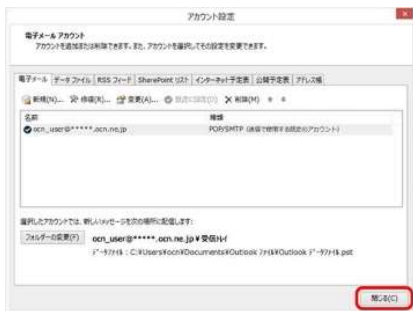 アカウント設定
電子メール アカウント
アカウントを追加または削除できます。また、アカウントを選択してその設定を変更できます。
電子メール データ ファイル RSS フィード SharePoint リスト インターネット予定表 公開予定表 アドレス帳
新規(N)... 修復(R)... 変更(A)... 既定に設定(D) 削除(M)
名前 種類
ocn_user@*****.ocn.ne.jp POP/SMTP (送信で使用する既定のアカウント)
選択したアカウントでは、新しいメッセージを次の場所に配信します:
フォルダーの変更(F) ocn_user@*****.ocn.ne.jp¥受信トレイ
データファイル : C:¥Users¥ocn¥Documents¥Outlook ファイル¥Outlook データファイル.pst
閉じる(C)